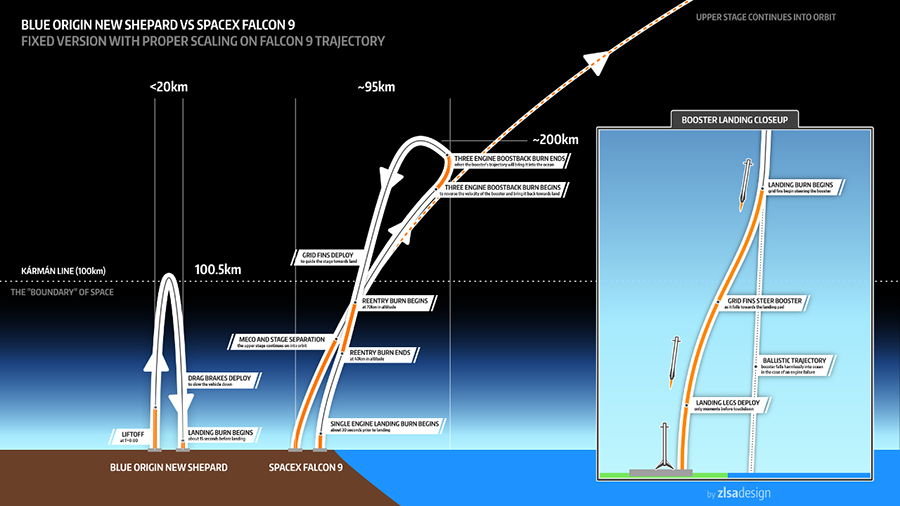 BLUE ORIGIN NEW SHEPARD VS SPACEX FALCON 9
FIXED VERSION WITH PROPER SCALING ON FALCON 9 TRAJECTORY
UPPER STAGE CONTINUES INTO ORBIT
<20km
~95km
~200km
THREE ENGINE BOOSTBACK BURN ENDS
when the booster's trajectory will bring it into the ocean
THREE ENGINE BOOSTBACK BURN BEGINS
to reverse the velocity of the booster and bring it back towards land
GRID FINS DEPLOY
to guide the stage towards land
KÁRMÁN LINE (100km)
100.5km
THE "BOUNDARY" OF SPACE
REENTRY BURN BEGINS
at 70km in altitude
MECO AND STAGE SEPARATION
the upper stage continues on into orbit
REENTRY BURN ENDS
at 40km in altitude
DRAG BRAKES DEPLOY
to slow the vehicle down
LIFTOFF
at T+0:00
LANDING BURN BEGINS
about 15 seconds before landing
SINGLE ENGINE LANDING BURN BEGINS
about 30 seconds prior to landing
BLUE ORIGIN NEW SHEPARD
SPACEX FALCON 9
BOOSTER LANDING CLOSEUP
LANDING BURN BEGINS
grid fins begin steering the booster
GRID FINS STEER BOOSTER
as it falls towards the landing pad
BALLISTIC TRAJECTORY
booster falls harmlessly into ocean
in the case of an engine failure
LANDING LEGS DEPLOY
only moments before touchdown
by zlsadesign